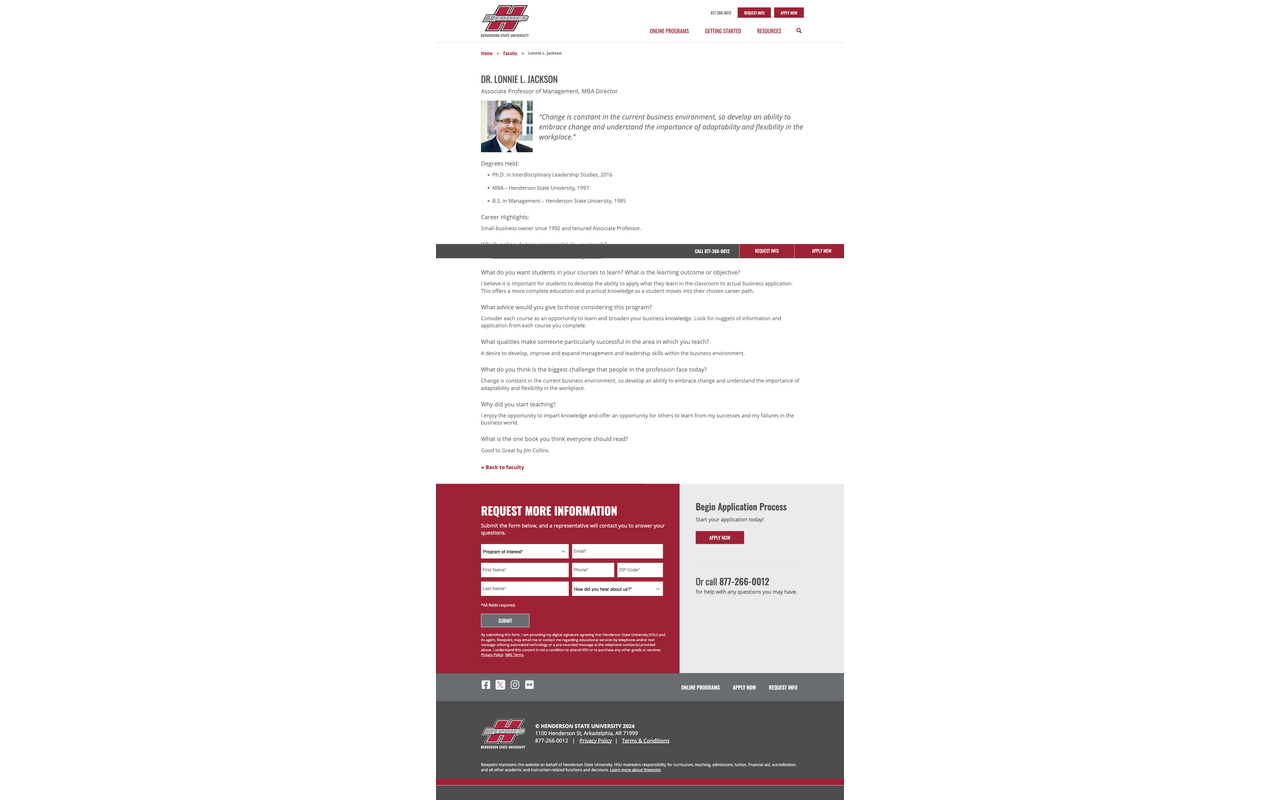 HENDERSON STATE UNIVERSITY
877-266-0012
REQUEST INFO
APPLY NOW
ONLINE PROGRAMS
GETTING STARTED
RESOURCES
Home » Faculty » Lonnie L. Jackson
DR. LONNIE L. JACKSON
Associate Professor of Management, MBA Director
“Change is constant in the current business environment, so develop an ability to
embrace change and understand the importance of adaptability and flexibility in the
workplace.”
Degrees Held:
• Ph.D. in Interdisciplinary Leadership Studies, 2016
• MBA – Henderson State University, 1997
• B.S. in Management – Henderson State University, 1985
Career Highlights:
Small-business owner since 1992 and tenured Associate Professor.
CALL 877-266-0012
REQUEST INFO
APPLY NOW
What do you want students in your courses to learn? What is the learning outcome or objective?
I believe it is important for students to develop the ability to apply what they learn in the classroom to actual business application.
This offers a more complete education and practical knowledge as a student moves into their chosen career path.
What advice would you give to those considering this program?
Consider each course as an opportunity to learn and broaden your business knowledge. Look for nuggets of information and
application from each course you complete.
What qualities make someone particularly successful in the area in which you teach?
A desire to develop, improve and expand management and leadership skills within the business environment.
What do you think is the biggest challenge that people in the profession face today?
Change is constant in the current business environment, so develop an ability to embrace change and understand the importance of
adaptability and flexibility in the workplace.
Why did you start teaching?
I enjoy the opportunity to impart knowledge and offer an opportunity for others to learn from my successes and my failures in the
business world.
What is the one book you think everyone should read?
Good to Great by Jim Collins.
« Back to faculty
REQUEST MORE INFORMATION
Submit the form below, and a representative will contact you to answer your
questions.
Program of interest*
Email*
First Name*
Phone*
ZIP Code*
Last Name*
How did you hear about us?*
*All fields required.
SUBMIT
By submitting this form, I am providing my digital signature agreeing that Henderson State University (HSU) and
its agent, Risepoint, may email me or contact me regarding educational services by telephone and/or text
message utilizing automated technology or a pre-recorded message at the telephone number(s) provided
above. I understand this consent is not a condition to attend HSU or to purchase any other goods or services.
Privacy Policy. SMS Terms.
Begin Application Process
Start your application today!
APPLY NOW
Or call 877-266-0012
for help with any questions you may have.
ONLINE PROGRAMS
APPLY NOW
REQUEST INFO
HENDERSON STATE UNIVERSITY
© HENDERSON STATE UNIVERSITY 2024
1100 Henderson St, Arkadelphia, AR 71999
877-266-0012 | Privacy Policy | Terms & Conditions
Risepoint maintains this website on behalf of Henderson State University. HSU maintains responsibility for curriculum, teaching, admissions, tuition, financial aid, accreditation,
and all other academic and instruction-related functions and decisions. Learn more about Risepoint.